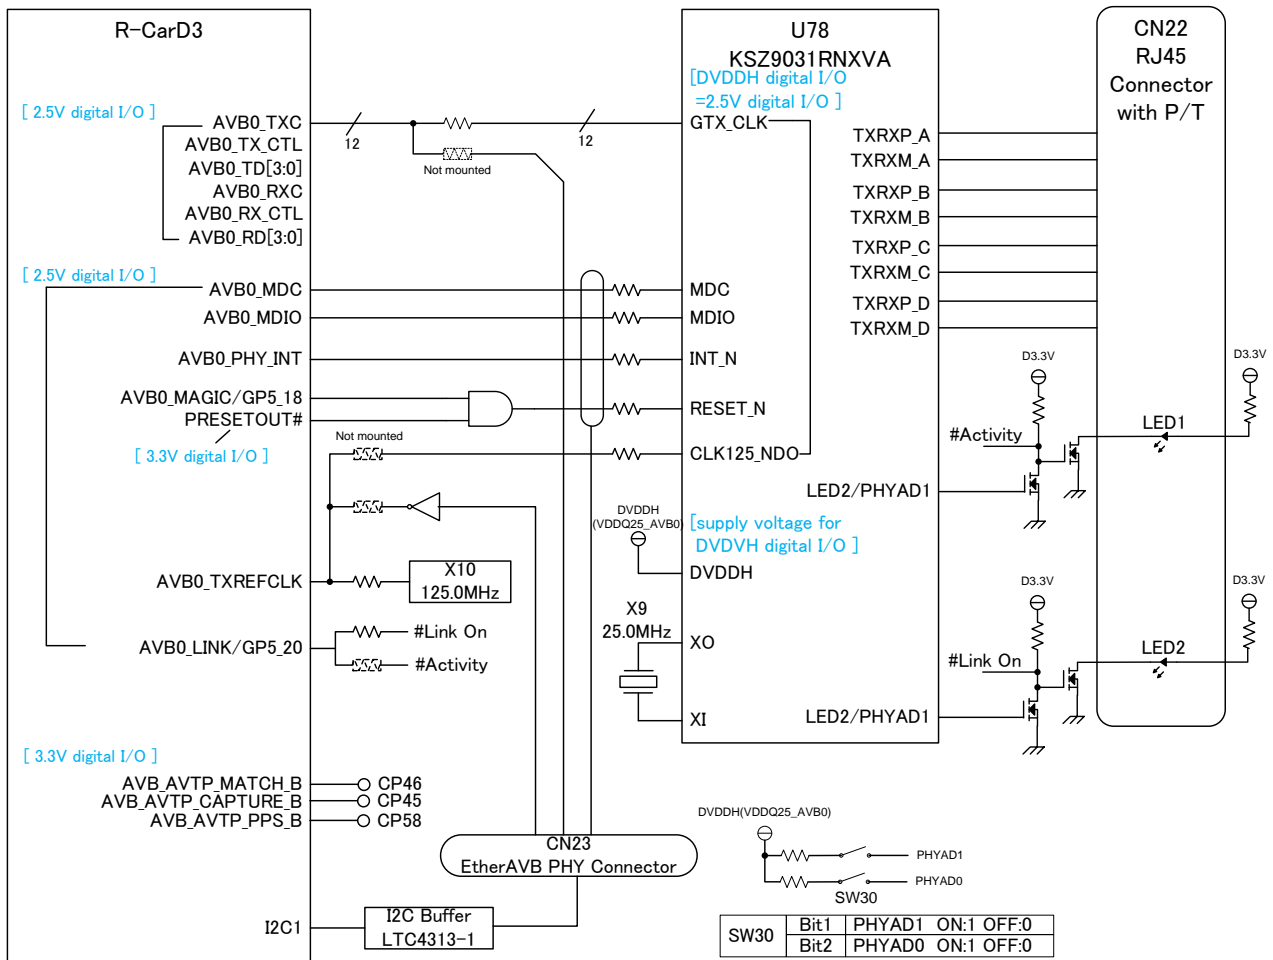 R-CarD3
[ 2.5V digital I/O ]
AVB0_TXC
AVB0_TX_CTL
AVB0_TD[3:0]
AVB0_RXC
AVB0_RX_CTL
AVB0_RD[3:0]
12
12
Not mounted
[ 2.5V digital I/O ]
AVB0_MDC
AVB0_MDIO
AVB0_PHY_INT
AVB0_MAGIC/GP5_18
PRESETOUT#
[ 3.3V digital I/O ]
Not mounted
AVB0_TXREFCLK
X10
125.0MHz
AVB0_LINK/GP5_20
#Link On
#Activity
[ 3.3V digital I/O ]
AVB_AVTP_MATCH_B
CP46
AVB_AVTP_CAPTURE_B
CP45
AVB_AVTP_PPS_B
CP58
I2C1
I2C Buffer
LTC4313-1
CN23
EtherAVB PHY Connector
U78
KSZ9031RNXVA
[DVDDH digital I/O
=2.5V digital I/O ]
GTX_CLK
MDC
MDIO
INT_N
RESET_N
CLK125_NDO
DVDDH
(VDDQ25_AVB0)
[supply voltage for
DVDVH digital I/O ]
DVDDH
X9
25.0MHz
XO
XI
TXRXP_A
TXRXM_A
TXRXP_B
TXRXM_B
TXRXP_C
TXRXM_C
TXRXP_D
TXRXM_D
LED2/PHYAD1
LED2/PHYAD1
CN22
RJ45
Connector
with P/T
D3.3V
D3.3V
#Activity
LED1
D3.3V
D3.3V
#Link On
LED2
DVDDH(VDDQ25_AVB0)
PHYAD1
PHYAD0
SW30
SW30
Bit1 PHYAD1 ON:1 OFF:0
Bit2 PHYAD0 ON:1 OFF:0